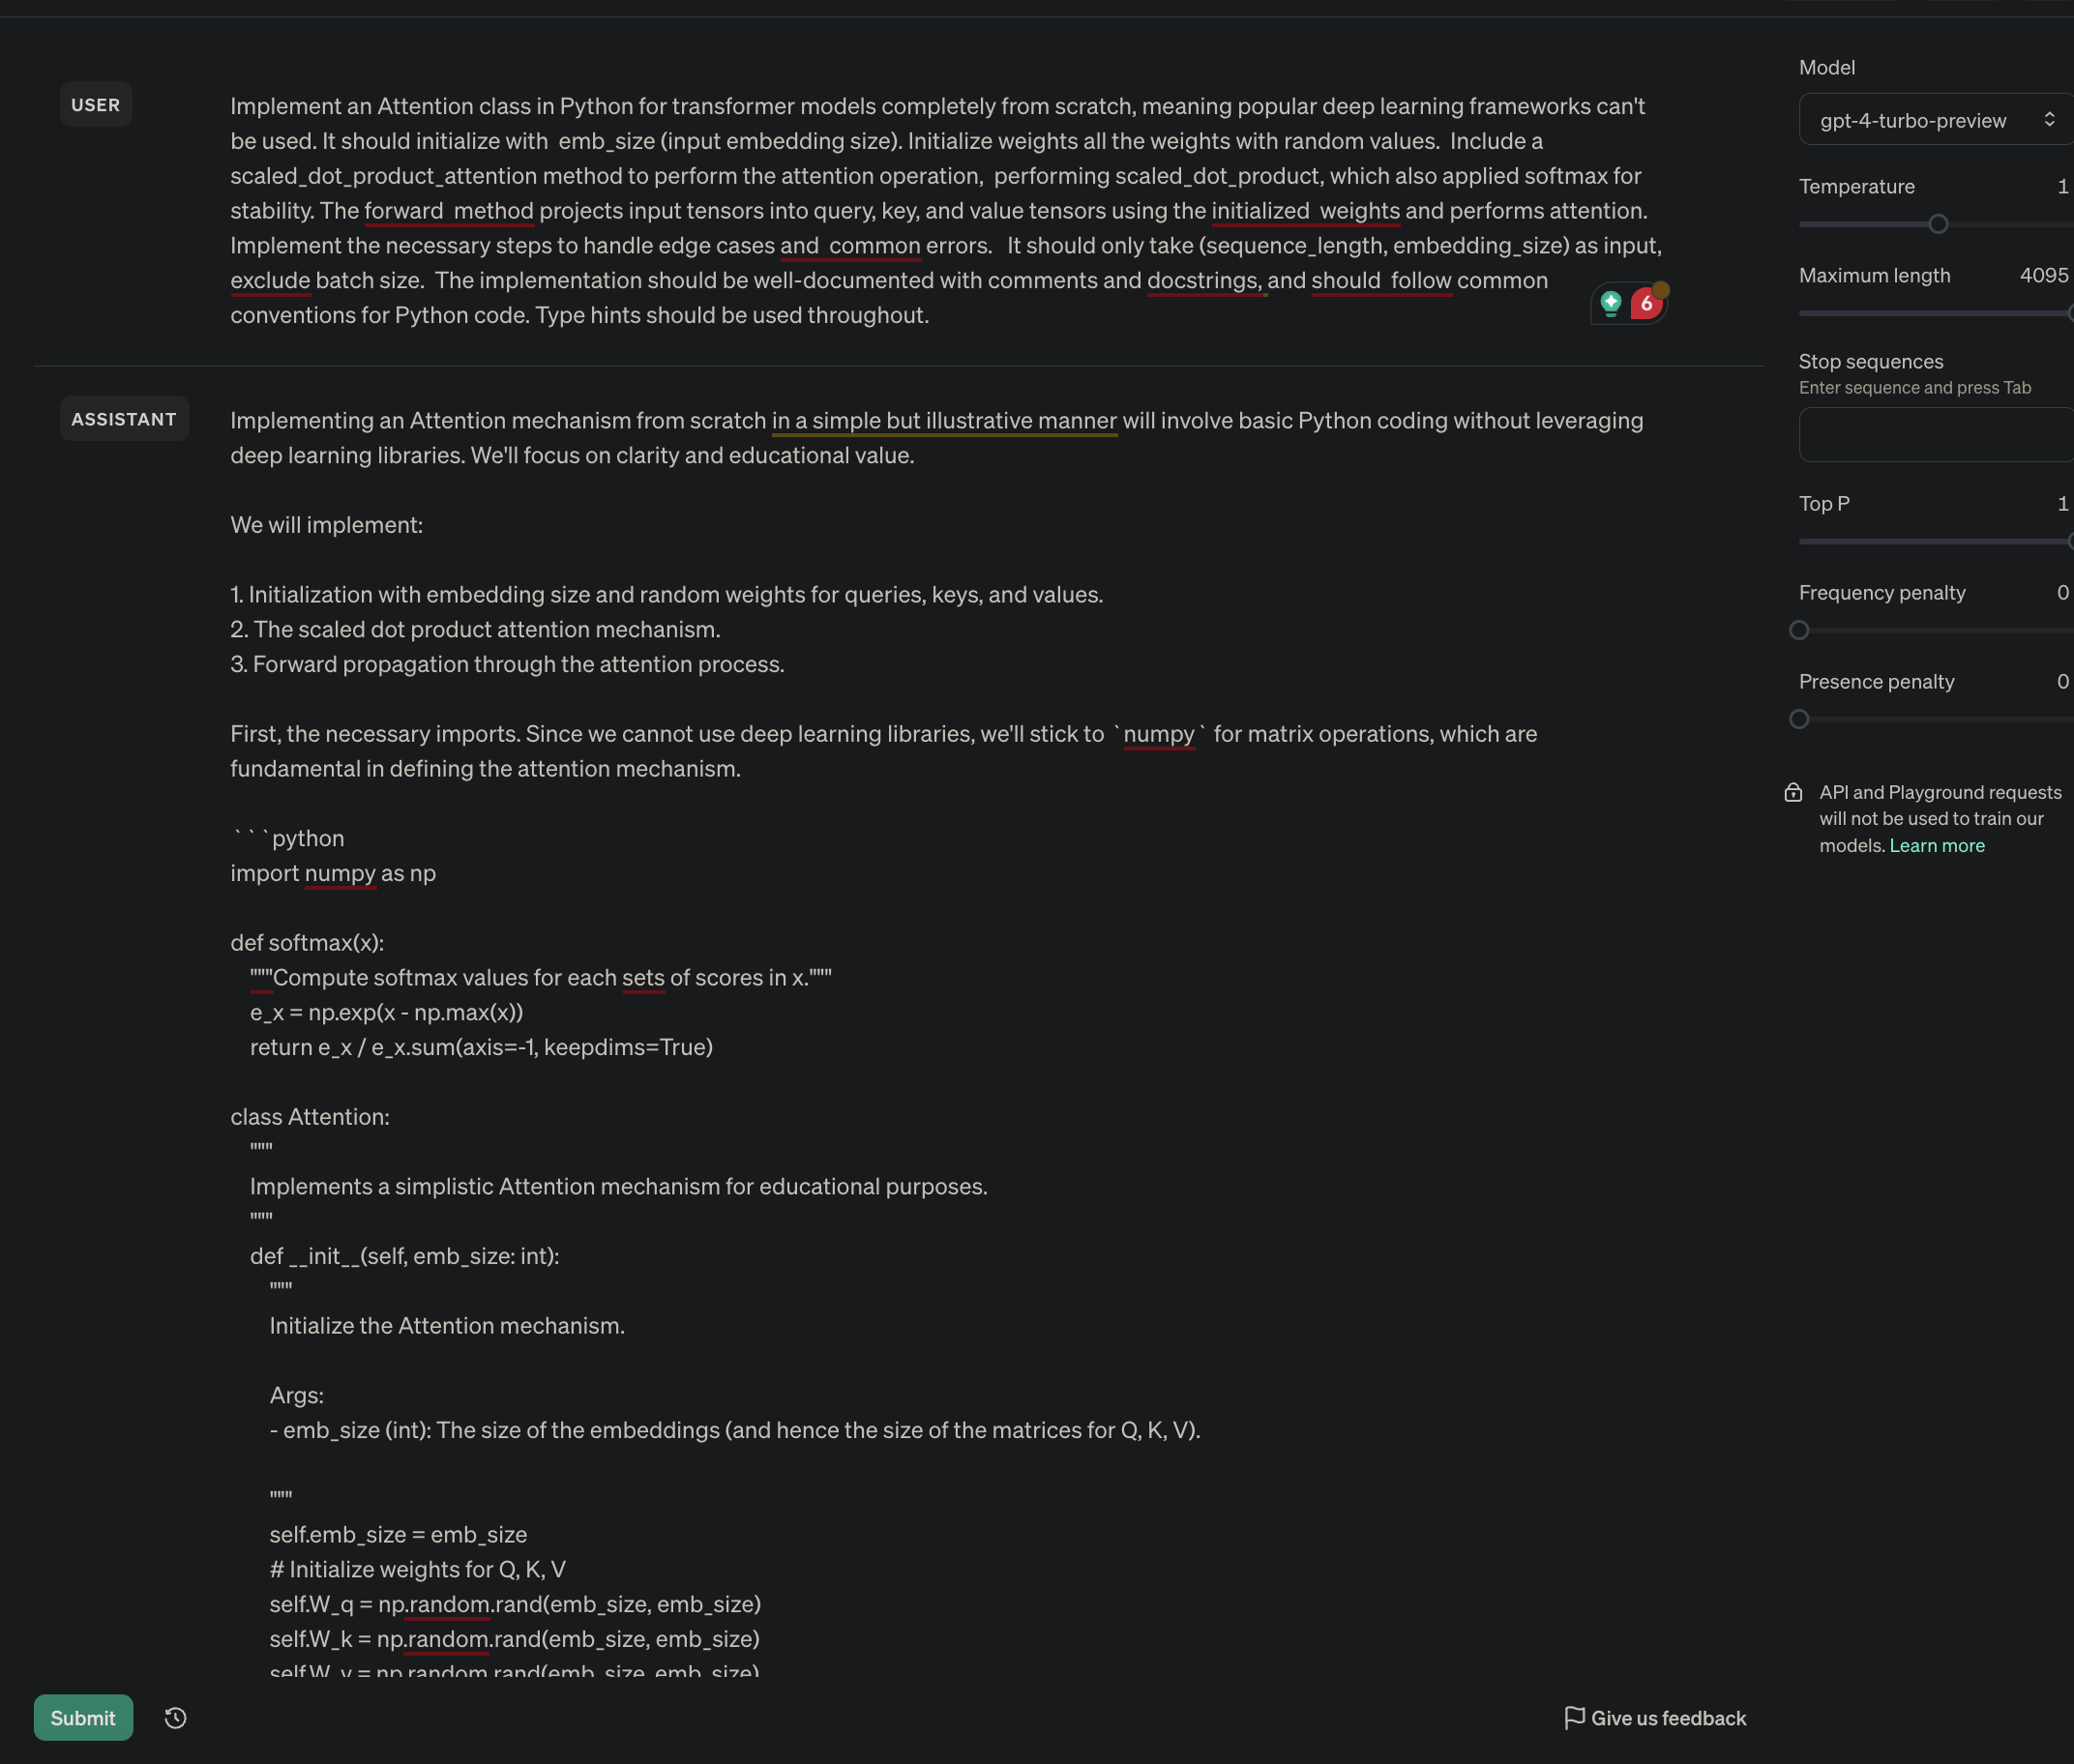 USER
Implement an Attention class in Python for transformer models completely from scratch, meaning popular deep learning frameworks can't
be used. It should initialize with  emb_size (input embedding size). Initialize weights all the weights with random values.  Include a
scaled_dot_product_attention method to perform the attention operation,  performing scaled_dot_product, which also applied softmax for
stability. The forward  method projects input tensors into query, key, and value tensors using the initialized  weights and performs attention.
Implement the necessary steps to handle edge cases and  common errors.   It should only take (sequence_length, embedding_size) as input,
exclude batch size.  The implementation should be well-documented with comments and docstrings, and should  follow common
conventions for Python code. Type hints should be used throughout.
6
ASSISTANT
Implementing an Attention mechanism from scratch in a simple but illustrative manner will involve basic Python coding without leveraging
deep learning libraries. We'll focus on clarity and educational value.
We will implement:
1. Initialization with embedding size and random weights for queries, keys, and values.
2. The scaled dot product attention mechanism.
3. Forward propagation through the attention process.
First, the necessary imports. Since we cannot use deep learning libraries, we'll stick to `numpy` for matrix operations, which are
fundamental in defining the attention mechanism.
```python
import numpy as np
def softmax(x):
"""Compute softmax values for each sets of scores in x."""
e_x = np.exp(x - np.max(x))
return e_x / e_x.sum(axis=-1, keepdims=True)
class Attention:
"""
Implements a simplistic Attention mechanism for educational purposes.
"""
def __init__(self, emb_size: int):
"""
Initialize the Attention mechanism.
Args:
- emb_size (int): The size of the embeddings (and hence the size of the matrices for Q, K, V).
"""
self.emb_size = emb_size
# Initialize weights for Q, K, V
self.W_q = np.random.rand(emb_size, emb_size)
self.W_k = np.random.rand(emb_size, emb_size)
self.W_v = np.random.rand(emb_size, emb_size)
Submit
Give us feedback
Model
gpt-4-turbo-preview
Temperature 1
Maximum length 4095
Stop sequences
Enter sequence and press Tab
Top P 1
Frequency penalty 0
Presence penalty 0
API and Playground requests
will not be used to train our
models. Learn more